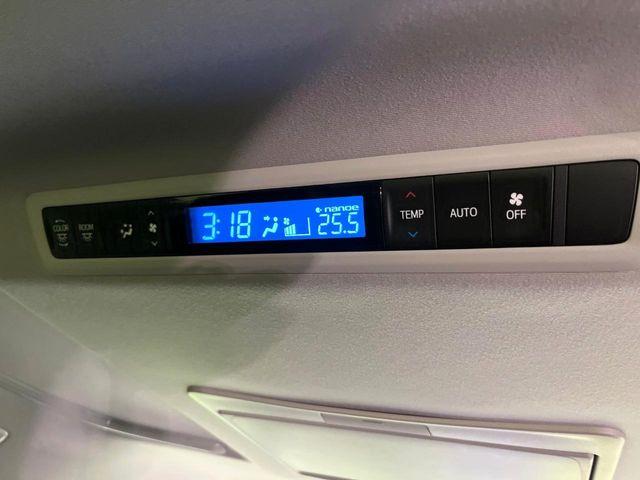 COLOR
ROOM
3:18
nanoe
25.5
TEMP
AUTO
OFF